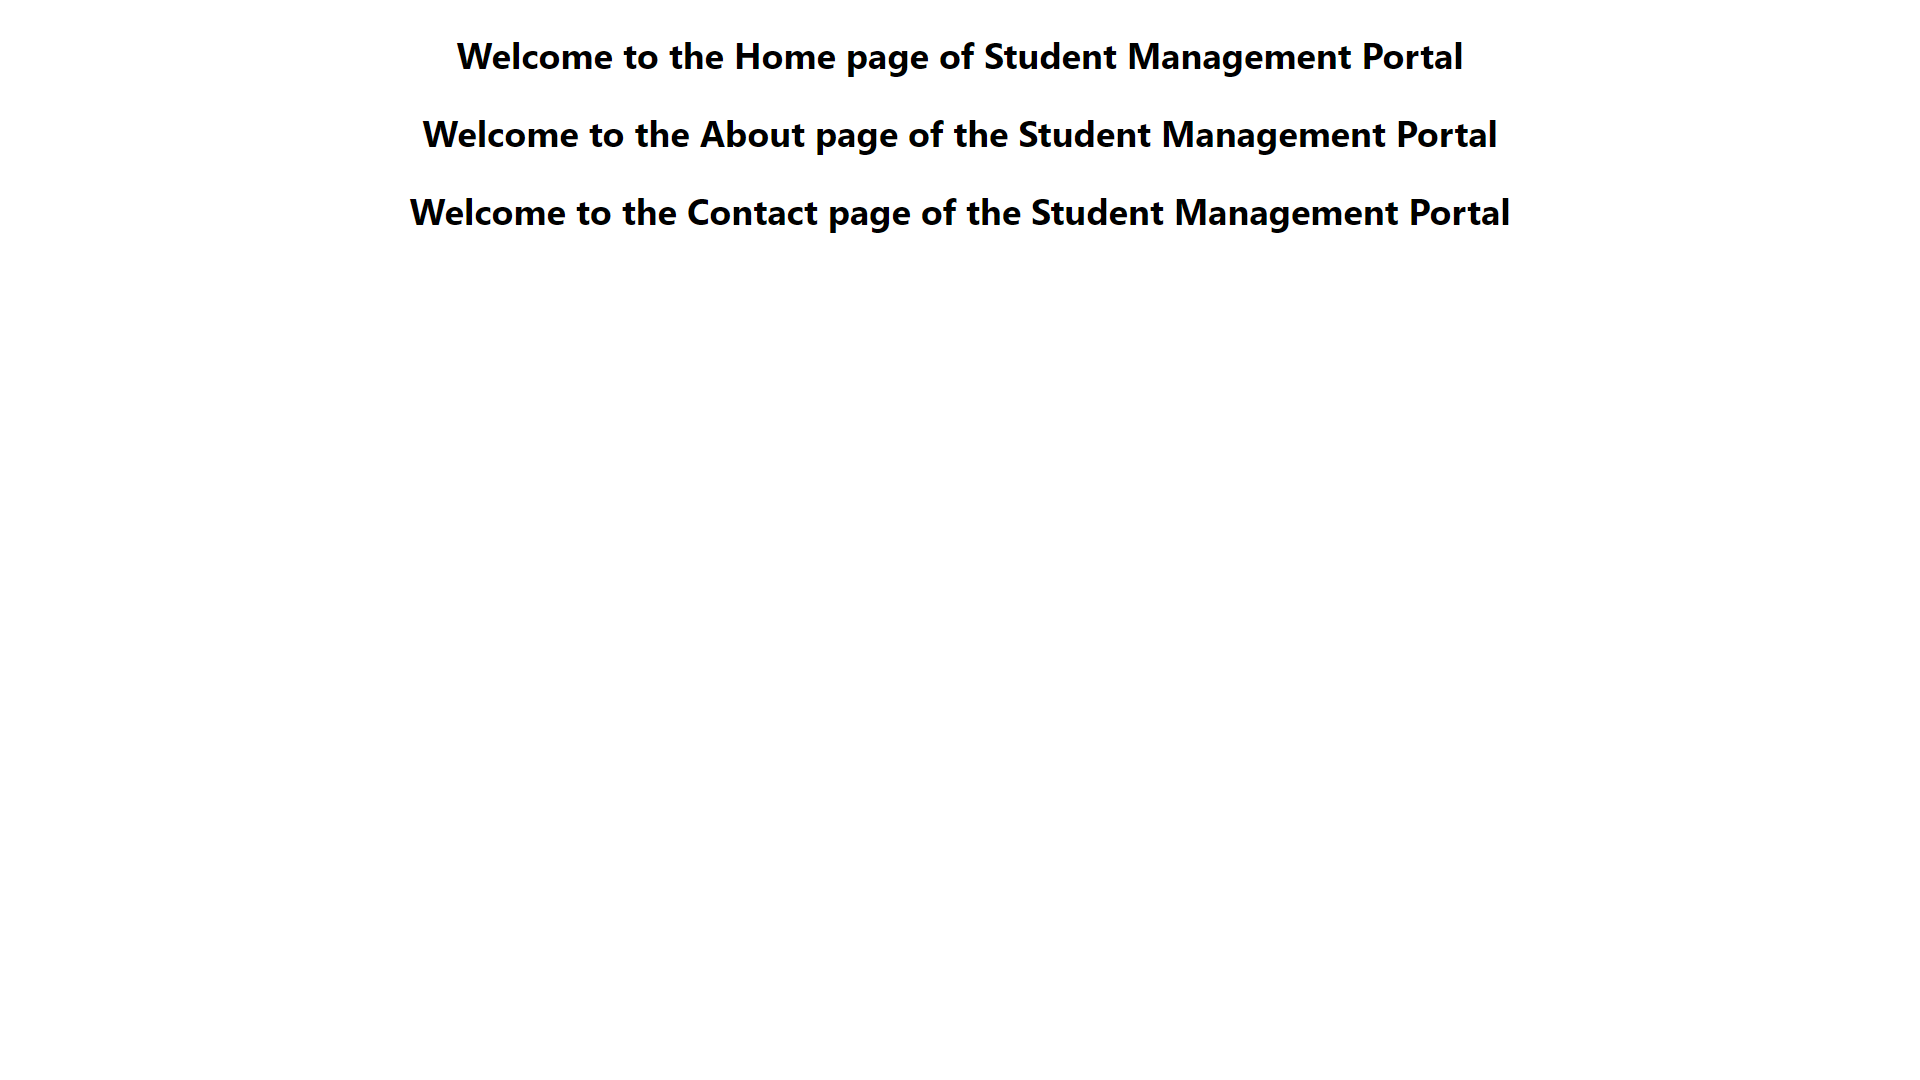 Welcome to the Home page of Student Management Portal
Welcome to the About page of the Student Management Portal
Welcome to the Contact page of the Student Management Portal